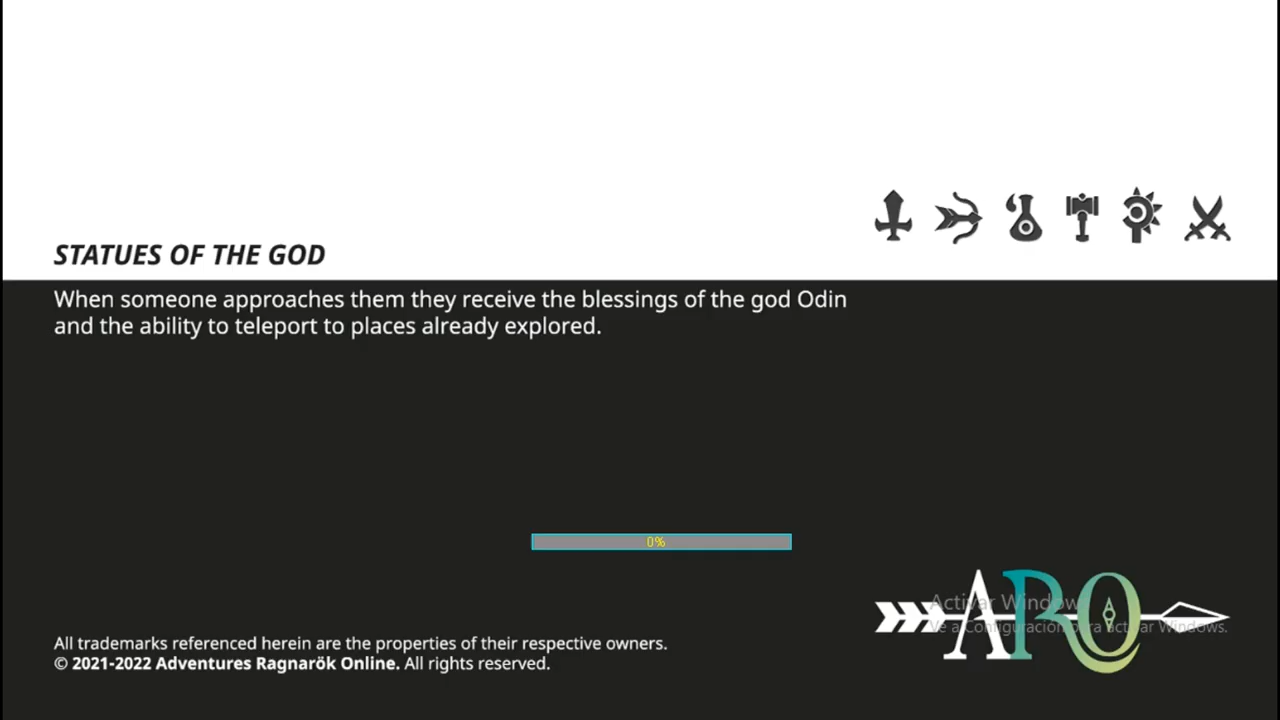 STATUES OF THE GOD
When someone approaches them they receive the blessings of the god Odin
and the ability to teleport to places already explored.
0%
ARO
Activar Windows
Ve a Configuración para activar Windows.
All trademarks referenced herein are the properties of their respective owners.
© 2021-2022 Adventures Ragnarök Online. All rights reserved.